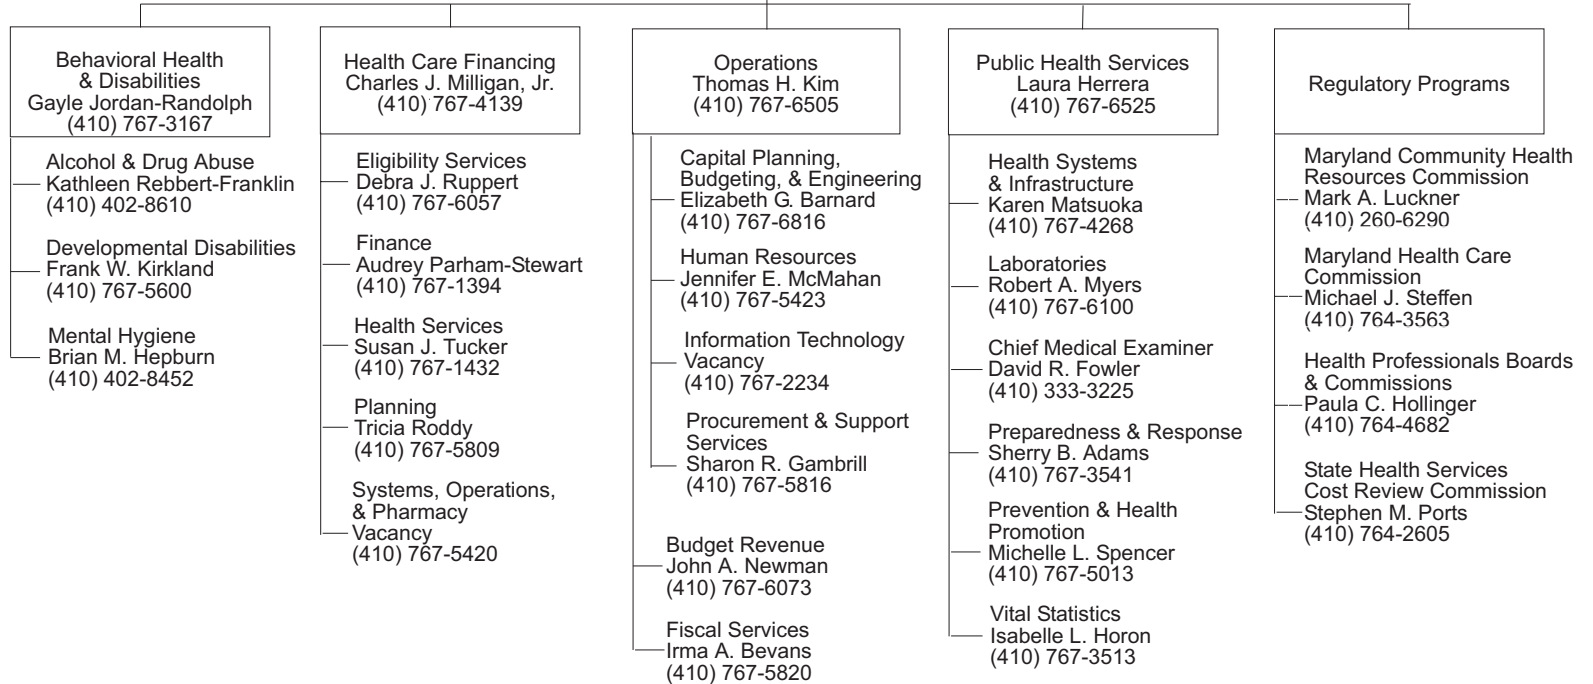 Behavioral Health
& Disabilities
Gayle Jordan-Randolph
(410) 767-3167
Alcohol & Drug Abuse
Kathleen Rebbert-Franklin
(410) 402-8610
Developmental Disabilities
Frank W. Kirkland
(410) 767-5600
Mental Hygiene
Brian M. Hepburn
(410) 402-8452
Health Care Financing
Charles J. Milligan, Jr.
(410) 767-4139
Eligibility Services
Debra J. Ruppert
(410) 767-6057
Finance
Audrey Parham-Stewart
(410) 767-1394
Health Services
Susan J. Tucker
(410) 767-1432
Planning
Tricia Roddy
(410) 767-5809
Systems, Operations,
& Pharmacy
Vacancy
(410) 767-5420
Operations
Thomas H. Kim
(410) 767-6505
Capital Planning,
Budgeting, & Engineering
Elizabeth G. Barnard
(410) 767-6816
Human Resources
Jennifer E. McMahan
(410) 767-5423
Information Technology
Vacancy
(410) 767-2234
Procurement & Support
Services
Sharon R. Gambrill
(410) 767-5816
Budget Revenue
John A. Newman
(410) 767-6073
Fiscal Services
Irma A. Bevans
(410) 767-5820
Public Health Services
Laura Herrera
(410) 767-6525
Health Systems
& Infrastructure
Karen Matsuoka
(410) 767-4268
Laboratories
Robert A. Myers
(410) 767-6100
Chief Medical Examiner
David R. Fowler
(410) 333-3225
Preparedness & Response
Sherry B. Adams
(410) 767-3541
Prevention & Health
Promotion
Michelle L. Spencer
(410) 767-5013
Vital Statistics
Isabelle L. Horon
(410) 767-3513
Regulatory Programs
Maryland Community Health
Resources Commission
Mark A. Luckner
(410) 260-6290
Maryland Health Care
Commission
Michael J. Steffen
(410) 764-3563
Health Professionals Boards
& Commissions
Paula C. Hollinger
(410) 764-4682
State Health Services
Cost Review Commission
Stephen M. Ports
(410) 764-2605